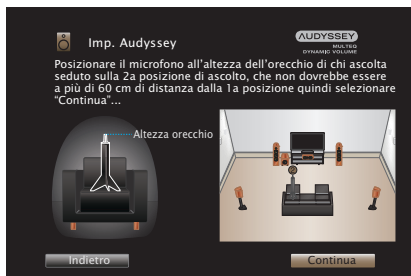 Imp. Audyssey
AUDYSSEY
MULTEQ
DYNAMIC VOLUME
Posizionare il microfono all'altezza dell'orecchio di chi ascolta
seduto sulla 2a posizione di ascolto, che non dovrebbe essere
a più di 60 cm di distanza dalla 1a posizione quindi selezionare
“Continua”...
Altezza orecchio
Indietro
Continua